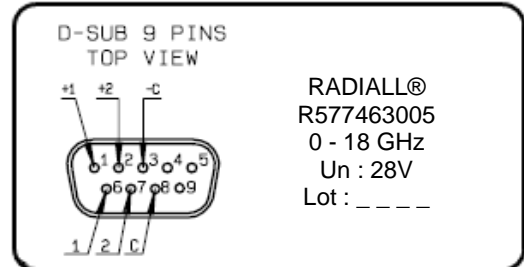 D-SUB 9 PINS
TOP VIEW
+1 +2 -C
1 2 3 4 5
6 7 8 9
1 2 C
RADIALL®
R577463005
0 - 18 GHz
Un : 28V
Lot : _ _ _ _